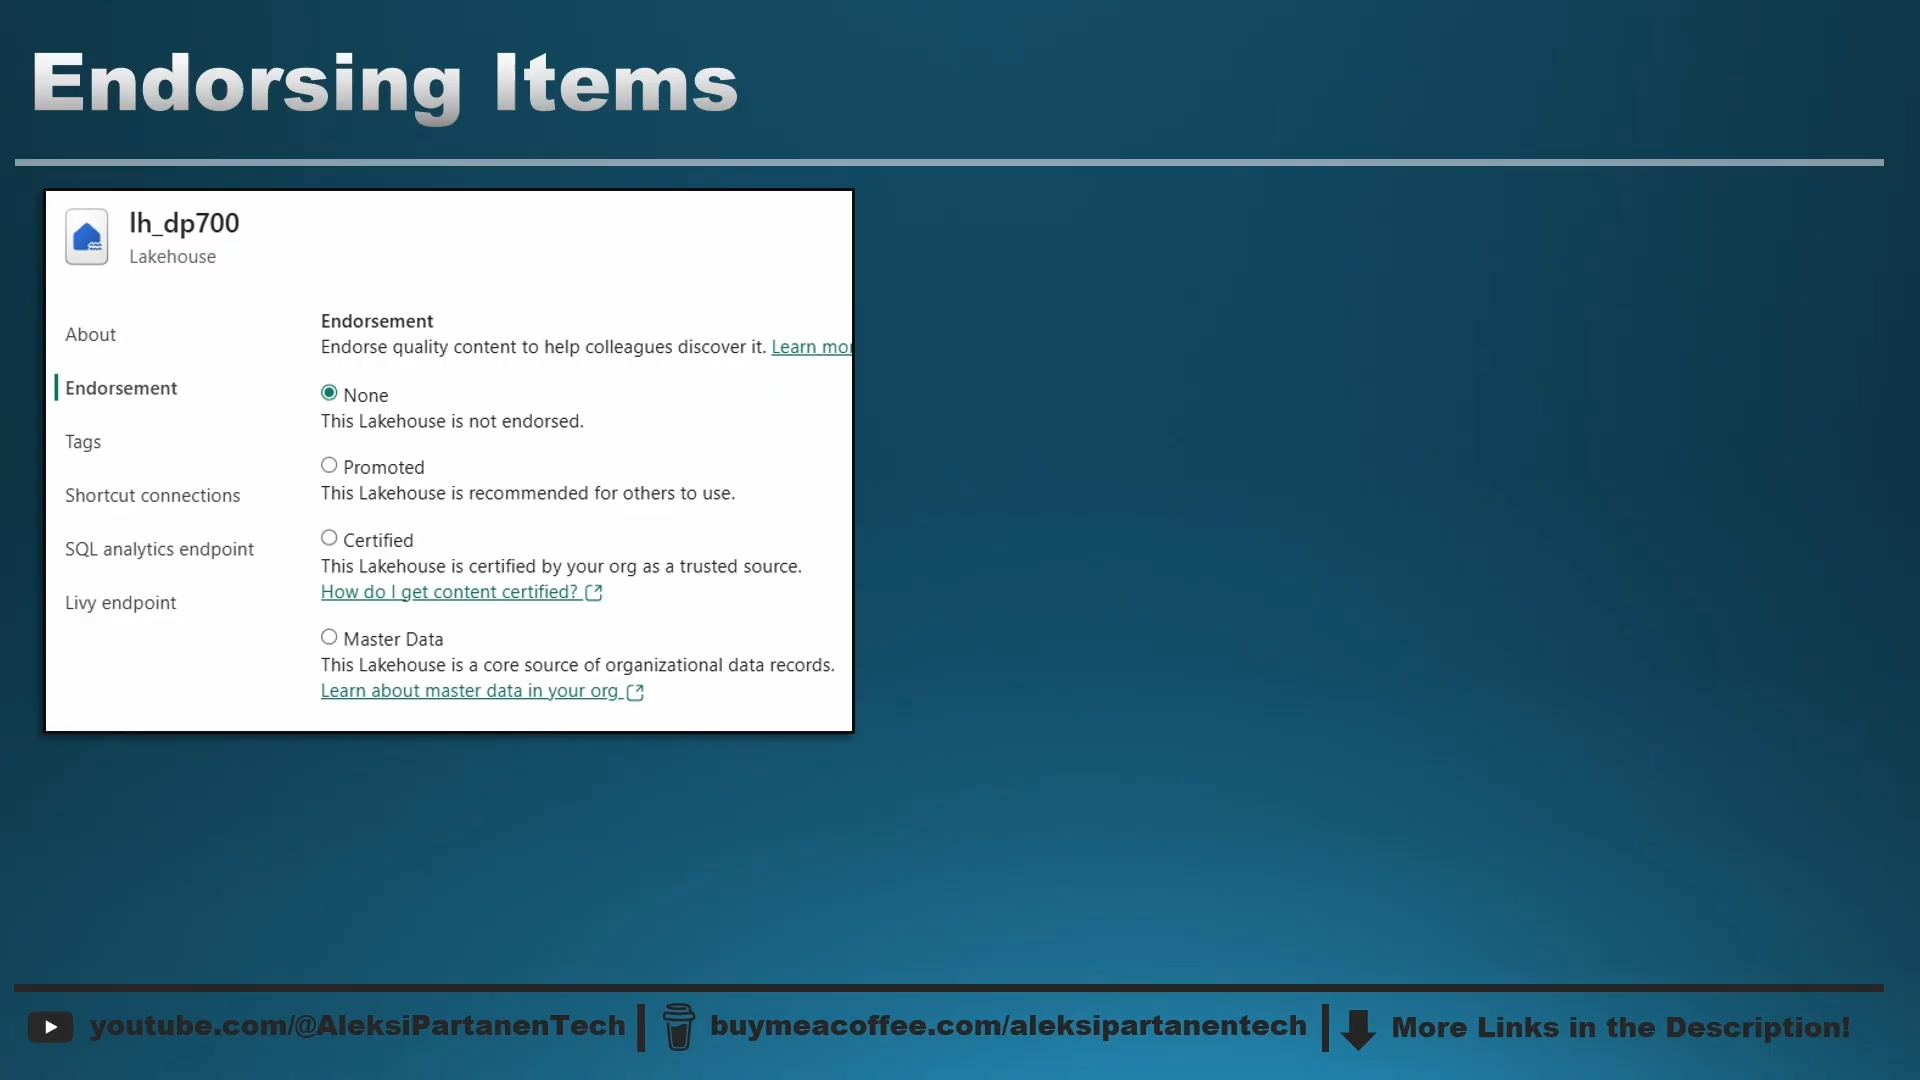 Endorsing Items
lh_dp700
Lakehouse
About
Endorsement
Tags
Shortcut connections
SQL analytics endpoint
Livy endpoint
Endorsement
Endorse quality content to help colleagues discover it. Learn mor
None
This Lakehouse is not endorsed.
Promoted
This Lakehouse is recommended for others to use.
Certified
This Lakehouse is certified by your org as a trusted source.
How do I get content certified?
Master Data
This Lakehouse is a core source of organizational data records.
Learn about master data in your org
youtube.com/@AleksiPartanenTech
buymeacoffee.com/aleksipartanentech
More Links in the Description!